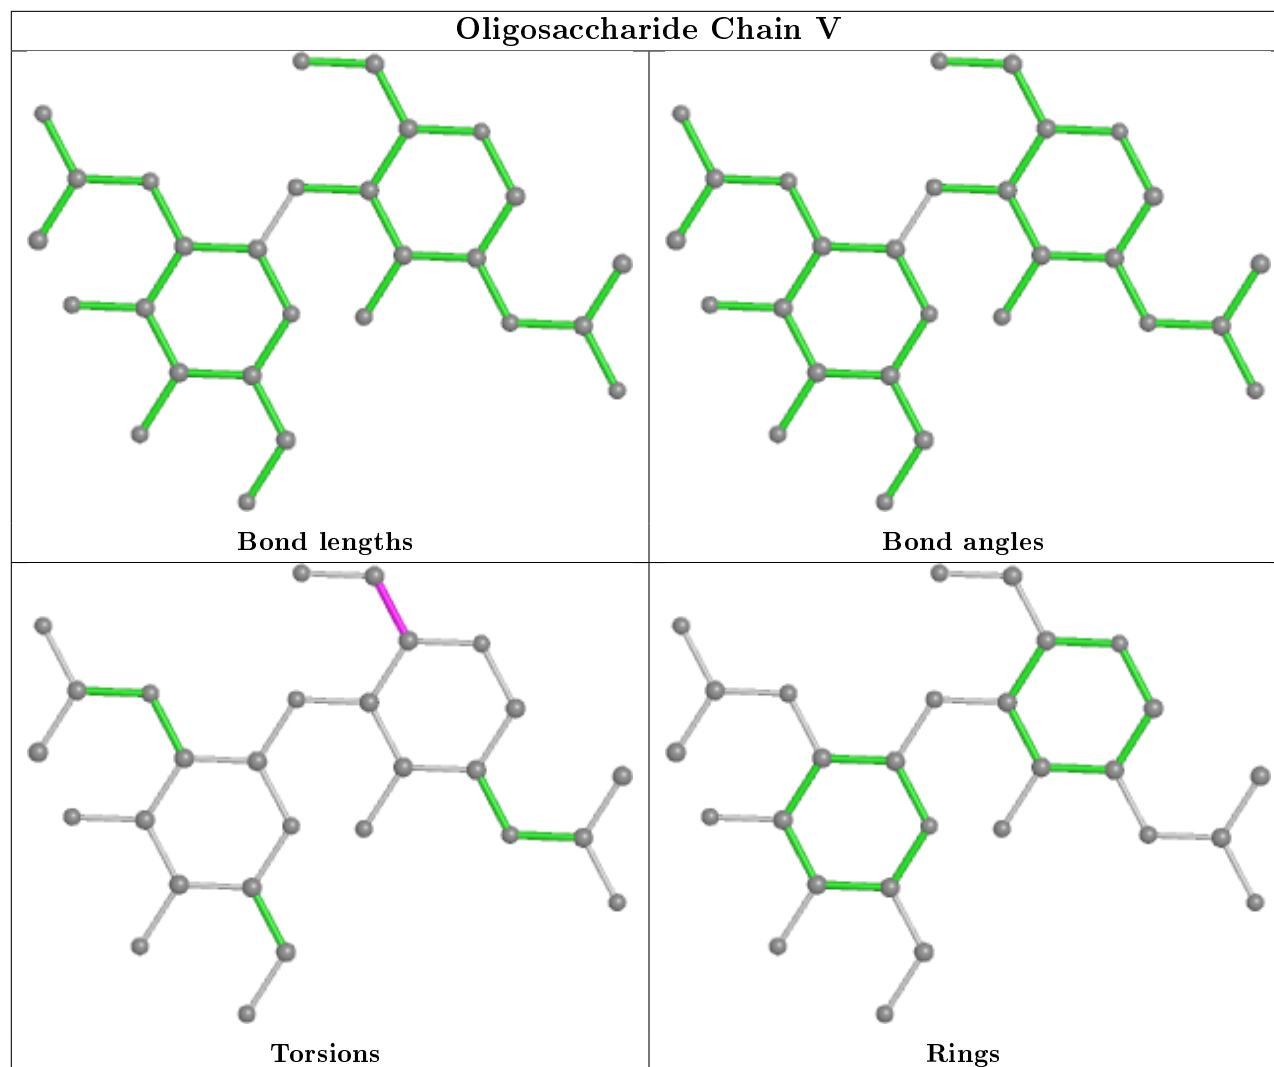 Oligosaccharide Chain V
Bond lengths
Bond angles
Torsions
Rings